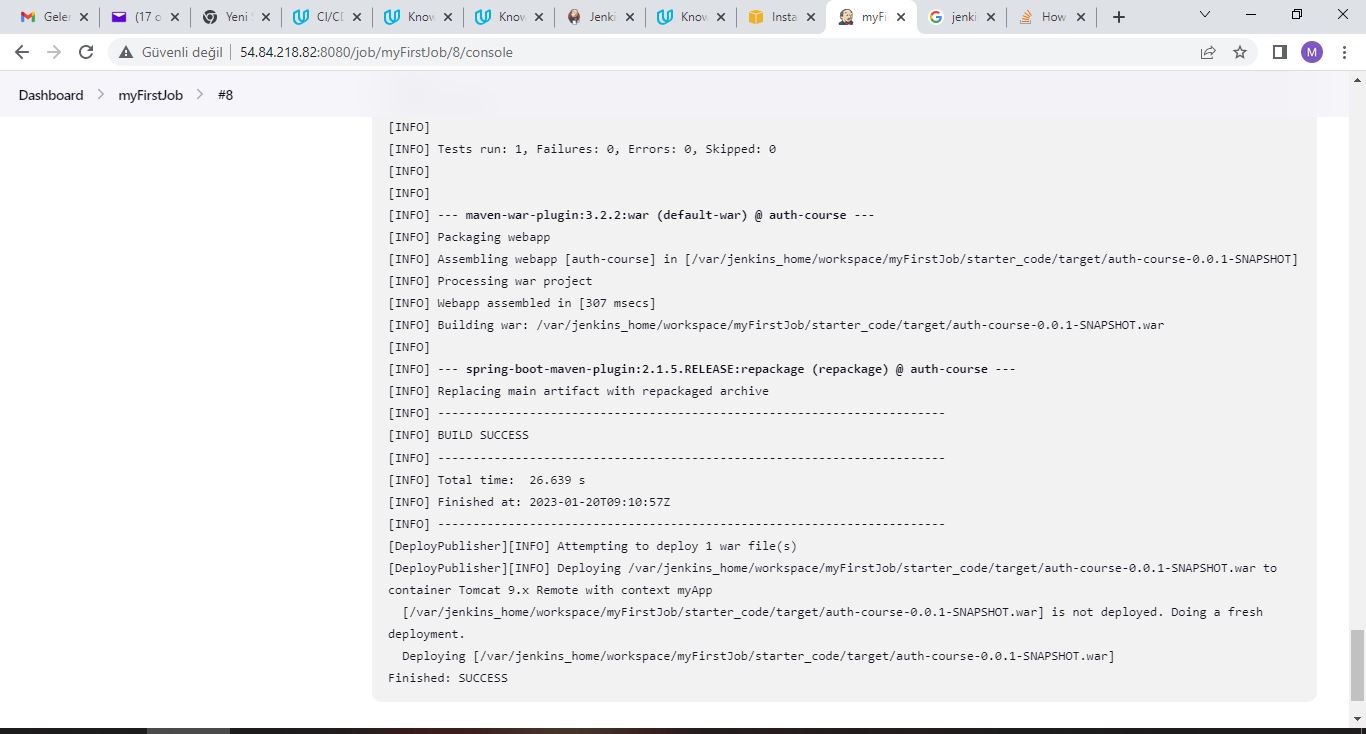 Geler
(17 o
Yeni S
CI/CD
Know
Know
Jenki
Know
Insta
myFi
jenki
How
Güvenli değil
54.84.218.82:8080/job/myFirstJob/8/console
M
Dashboard > myFirstJob > #8
[INFO]
[INFO] Tests run: 1, Failures: 0, Errors: 0, Skipped: 0
[INFO]
[INFO]
[INFO] --- maven-war-plugin:3.2.2:war (default-war) @ auth-course ---
[INFO] Packaging webapp
[INFO] Assembling webapp [auth-course] in [/var/jenkins_home/workspace/myFirstJob/starter_code/target/auth-course-0.0.1-SNAPSHOT]
[INFO] Processing war project
[INFO] Webapp assembled in [307 msecs]
[INFO] Building war: /var/jenkins_home/workspace/myFirstJob/starter_code/target/auth-course-0.0.1-SNAPSHOT.war
[INFO]
[INFO] --- spring-boot-maven-plugin:2.1.5.RELEASE:repackage (repackage) @ auth-course ---
[INFO] Replacing main artifact with repackaged archive
[INFO] ------------------------------------------------------------------------
[INFO] BUILD SUCCESS
[INFO] ------------------------------------------------------------------------
[INFO] Total time:  26.639 s
[INFO] Finished at: 2023-01-20T09:10:57Z
[INFO] ------------------------------------------------------------------------
[DeployPublisher][INFO] Attempting to deploy 1 war file(s)
[DeployPublisher][INFO] Deploying /var/jenkins_home/workspace/myFirstJob/starter_code/target/auth-course-0.0.1-SNAPSHOT.war to
container Tomcat 9.x Remote with context myApp
[/var/jenkins_home/workspace/myFirstJob/starter_code/target/auth-course-0.0.1-SNAPSHOT.war] is not deployed. Doing a fresh
deployment.
Deploying [/var/jenkins_home/workspace/myFirstJob/starter_code/target/auth-course-0.0.1-SNAPSHOT.war]
Finished: SUCCESS